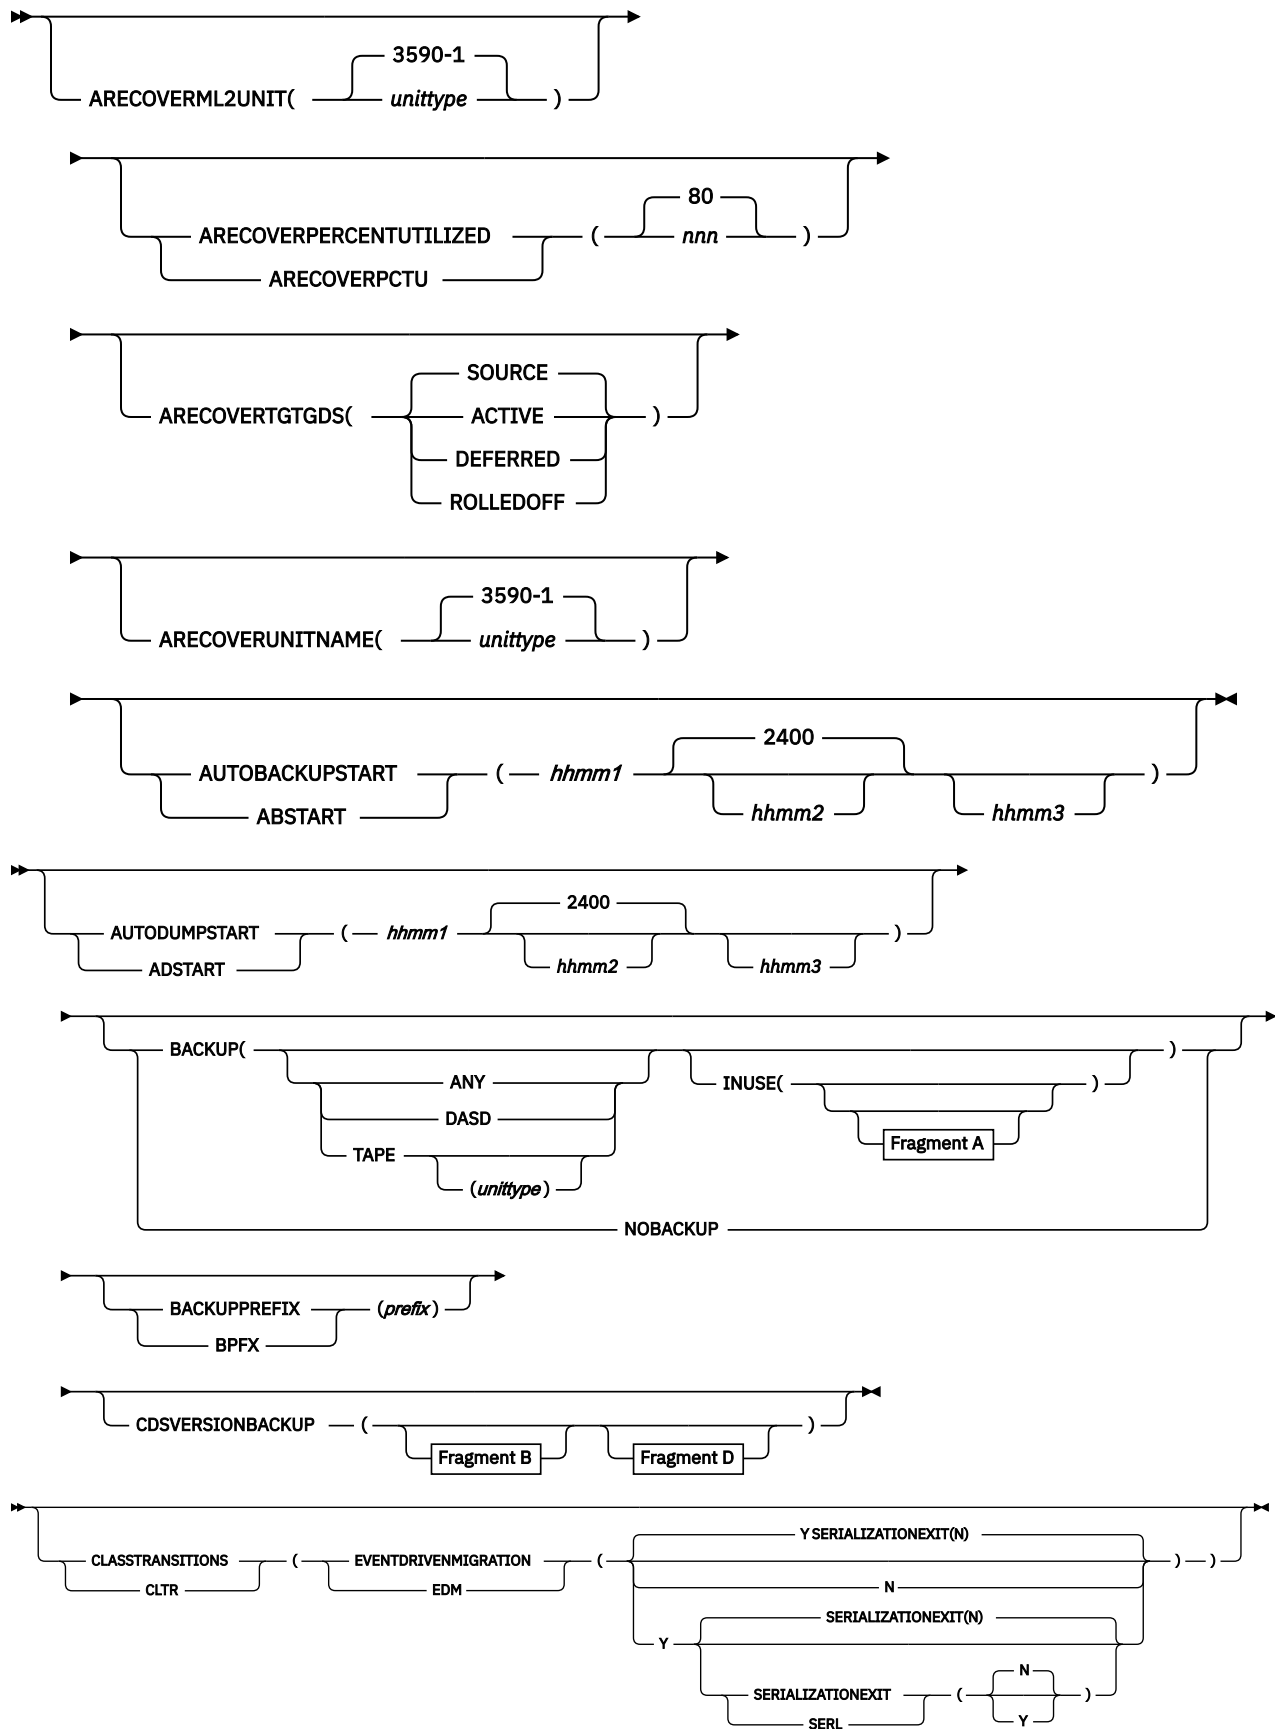 3590-1
ARECOVERML2UNIT( unittype )
80
ARECOVERPERCENTUTILIZED ( nnn )
ARECOVERPCTU
SOURCE
ARECOVERTGTGDS( ACTIVE )
DEFERRED
ROLLEDOFF
3590-1
ARECOVERUNITNAME( unittype )
2400
AUTOBACKUPSTART ( hhmm1 )
ABSTART hhmm2 hhmm3
2400
AUTODUMPSTART ( hhmm1 )
ADSTART hhmm2 hhmm3
BACKUP( )
ANY INUSE( )
DASD
Fragment A
TAPE
(unittype)
NOBACKUP
BACKUPPREFIX (prefix)
BPFX
CDSVERSIONBACKUP ( )
Fragment B Fragment D
Y SERIALIZATIONEXIT(N)
CLASSTRANSITIONS ( EVENTDRIVENMIGRATION ( ) )
CLTR EDM N
SERIALIZATIONEXIT(N)
Y
N
SERIALIZATIONEXIT ( )
SERL Y